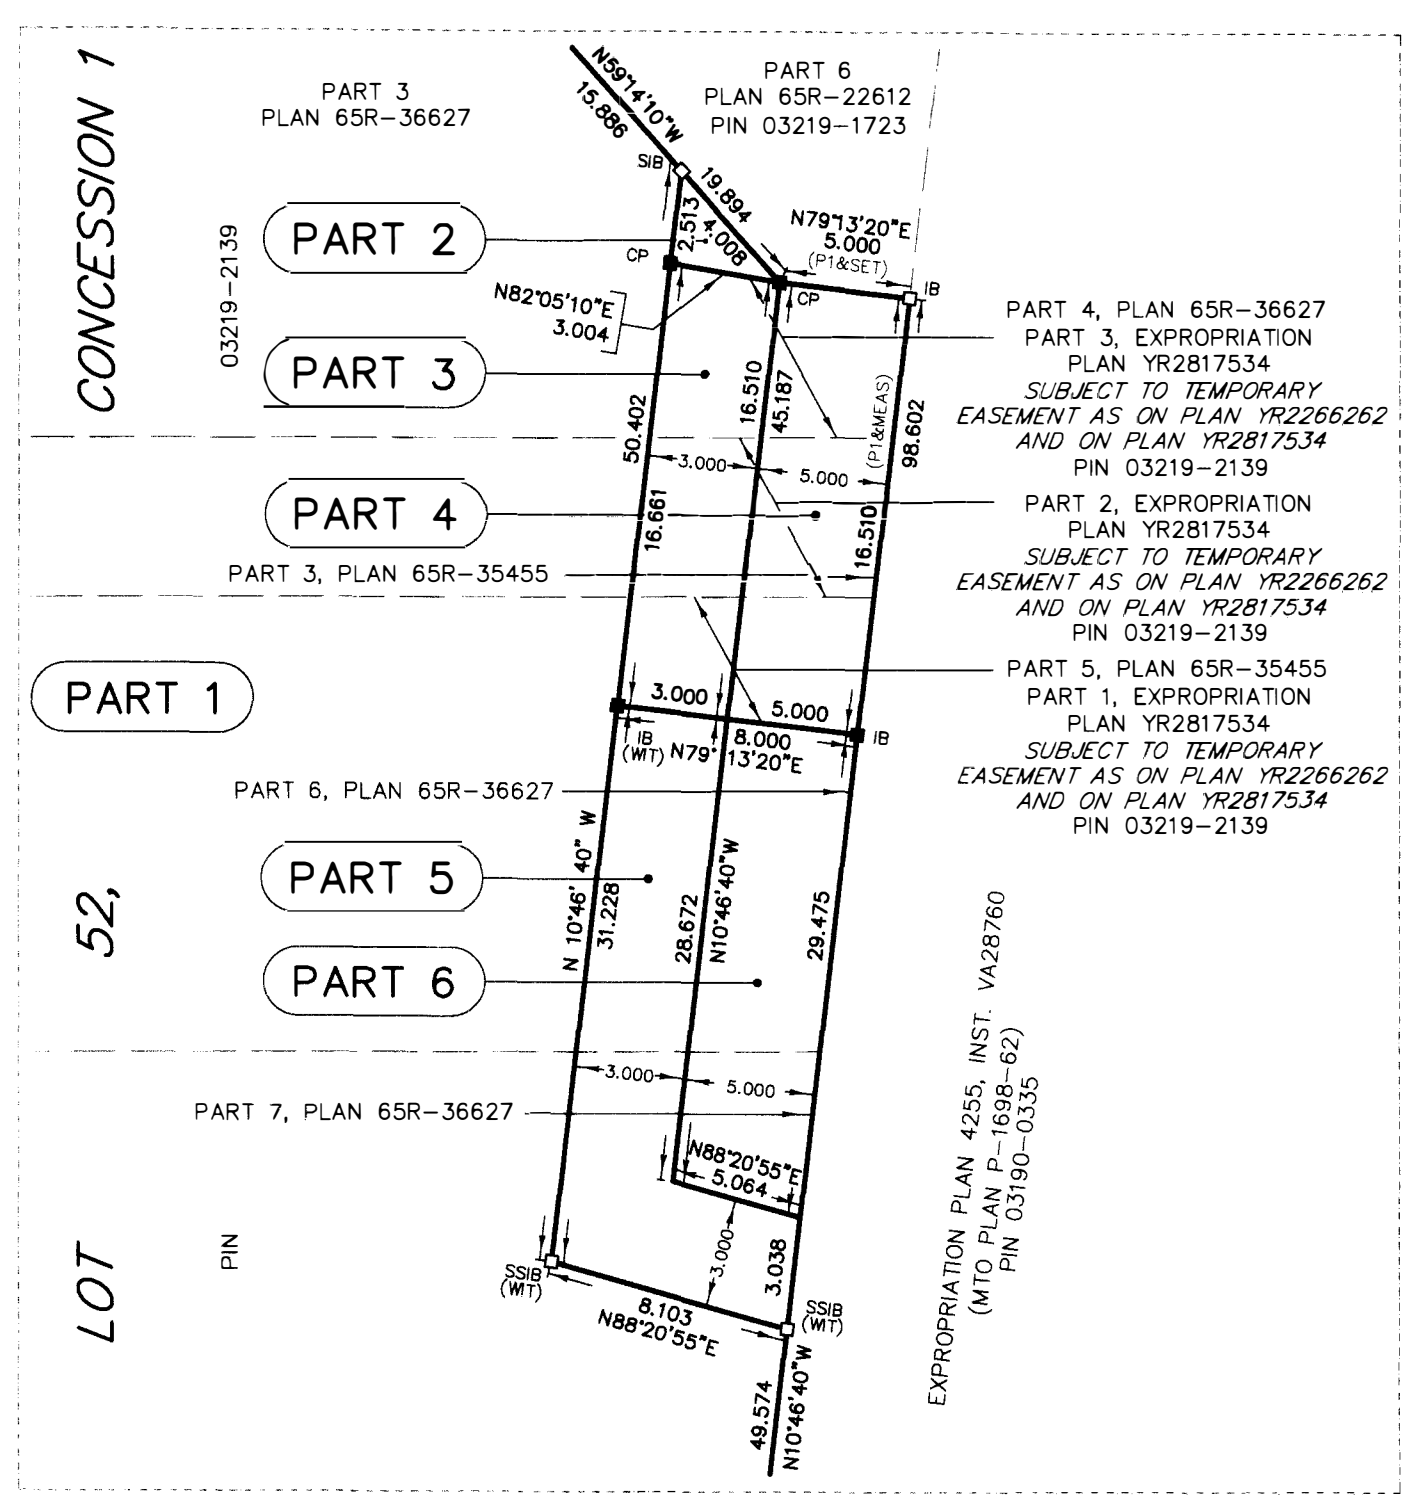 CONCESSION 1
PART 3
PLAN 65R-36627
N59°14'10"W
15.886
PART 6
PLAN 65R-22612
PIN 03219-1723
SIB
19.894
03219-2139
PART 2
2.513
4.008
N79°13'20"E
5.000
(P1&SET)
CP
CP
IB
N82°05'10"E
3.004
PART 3
PART 4, PLAN 65R-36627
PART 3, EXPROPRIATION
PLAN YR2817534
SUBJECT TO TEMPORARY
EASEMENT AS ON PLAN YR2266262
AND ON PLAN YR2817534
PIN 03219-2139
16.510
45.187
(P1&MEAS)
98.602
50.402
3.000
5.000
PART 4
16.661
16.510
PART 2, EXPROPRIATION
PLAN YR2817534
SUBJECT TO TEMPORARY
EASEMENT AS ON PLAN YR2266262
AND ON PLAN YR2817534
PIN 03219-2139
PART 3, PLAN 65R-35455
PART 1
3.000
5.000
8.000
IB
(WIT)
N79°13'20"E
IB
PART 5, PLAN 65R-35455
PART 1, EXPROPRIATION
PLAN YR2817534
SUBJECT TO TEMPORARY
EASEMENT AS ON PLAN YR2266262
AND ON PLAN YR2817534
PIN 03219-2139
PART 6, PLAN 65R-36627
52,
PART 5
N 10°46' 40" W
31.228
28.672
N10°46'40"W
29.475
PART 6
3.000
5.000
PART 7, PLAN 65R-36627
N88°20'55"E
5.064
EXPROPRIATION PLAN 4255, INST. VA28760
(MTO PLAN P-1698-62)
PIN 03190-0335
LOT
PIN
3.000
3.038
SSIB
(WIT)
8.103
N88°20'55"E
SSIB
(WIT)
49.574
N10°46'40"W